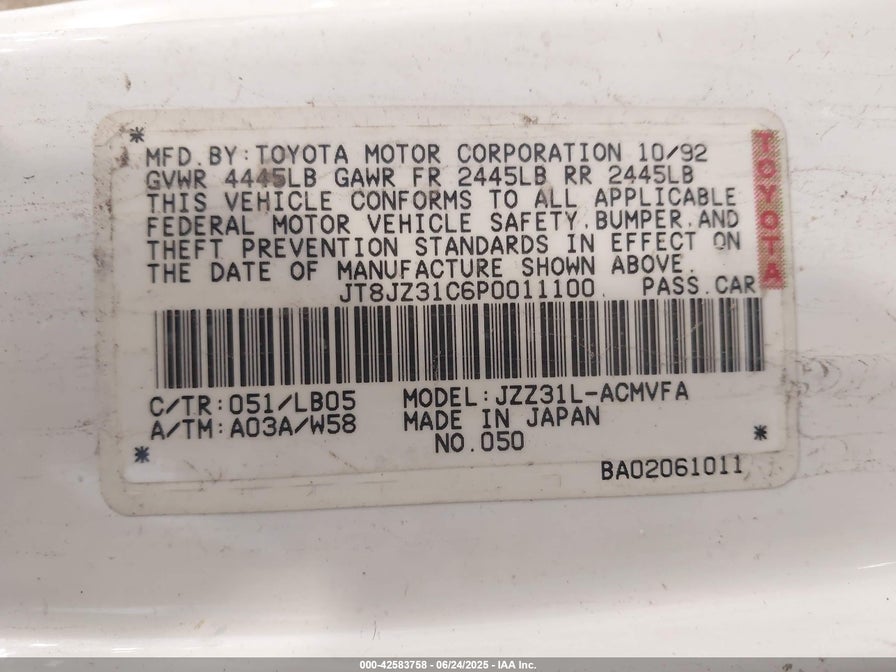 *
MFD.BY:TOYOTA MOTOR CORPORATION 10/92
GVWR 4445LB GAWR FR 2445LB RR 2445LB
THIS VEHICLE CONFORMS TO ALL APPLICABLE
FEDERAL MOTOR VEHICLE SAFETY,BUMPER,AND
THEFT PREVENTION STANDARDS IN EFFECT ON
THE DATE OF MANUFACTURE SHOWN ABOVE.
JT8JZ31C6P0011100 PASS.CAR
TOYOTA
C/TR:051/LB05 MODEL:JZZ31L-ACMVFA
A/TM:A03A/W58 MADE IN JAPAN
NO.050
* *
BA02061011
000-42583758 - 06/24/2025 - IAA Inc.